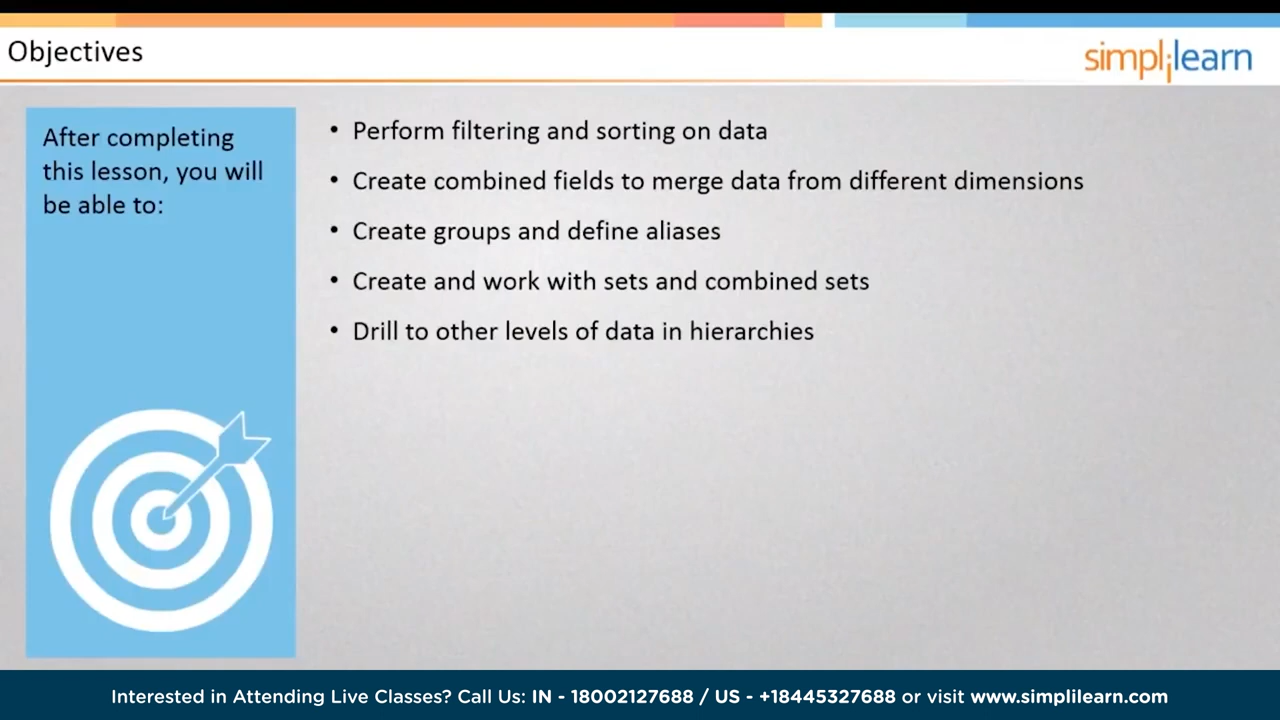 Objectives
simplilearn
After completing
this lesson, you will
be able to:
• Perform filtering and sorting on data
• Create combined fields to merge data from different dimensions
• Create groups and define aliases
• Create and work with sets and combined sets
• Drill to other levels of data in hierarchies
Interested in Attending Live Classes? Call Us: IN - 18002127688 / US - +18445327688 or visit www.simplilearn.com